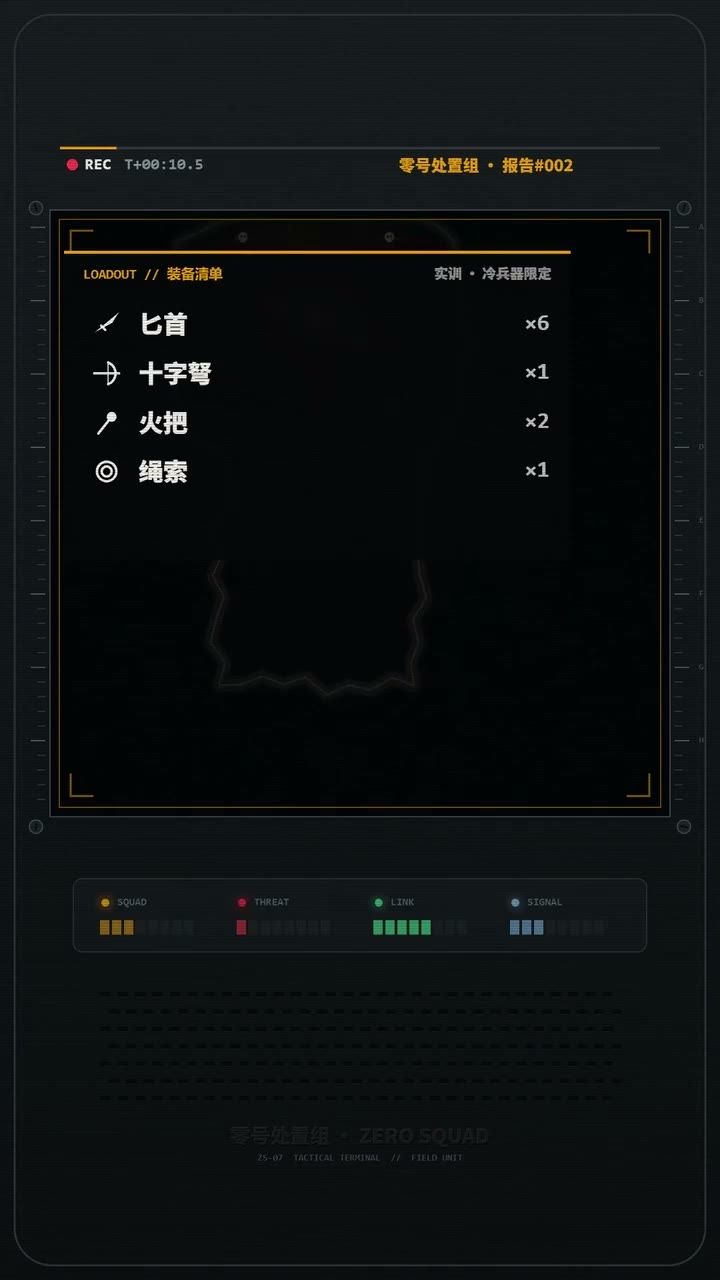 REC T+00:10.5 零号处置组 • 报告#002
LOADOUT // 装备清单 实训 • 冷兵器限定
匕首 ×6
十字弩 ×1
火把 ×2
绳索 ×1
A
B
C
D
E
F
G
H
SQUAD THREAT LINK SIGNAL
零号处置组 • ZERO SQUAD
ZS-07 TACTICAL TERMINAL // FIELD UNIT